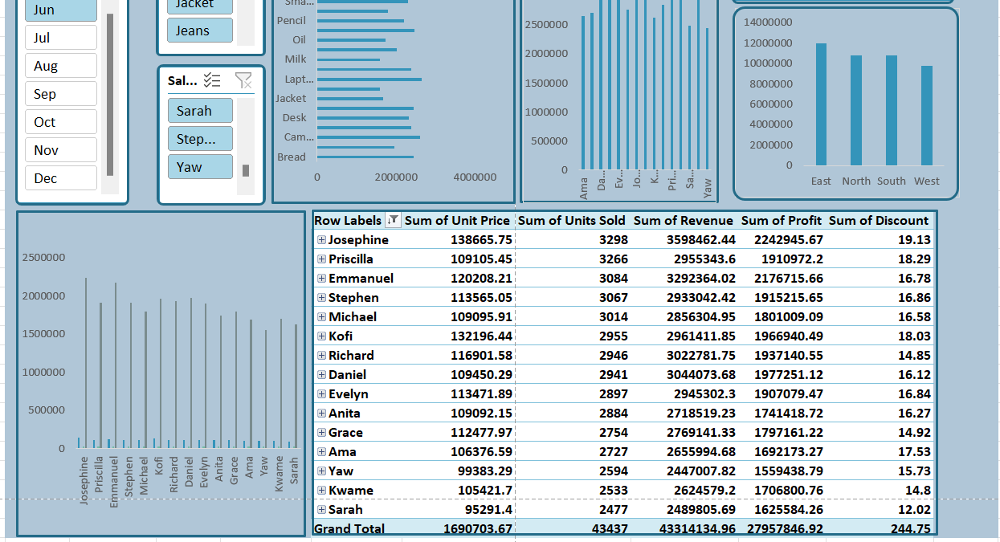 Jun
Jul
Aug
Sep
Oct
Nov
Dec
Jacket
Jeans
Sal...
Sarah
Step...
Yaw
Sma...
Pencil
Oil
Milk
Lapt...
Jacket
Desk
Cam...
Bread
0 2000000 4000000
2500000
2000000
1500000
1000000
500000
0
Ama Da... Ev... Jo... K... Pri... Sa... Yaw
14000000
12000000
10000000
8000000
6000000
4000000
2000000
0
East North South West
2500000
2000000
1500000
1000000
500000
0
Josephine Priscilla Emmanuel Stephen Michael Kofi Richard Daniel Evelyn Anita Grace Ama Yaw Kwame Sarah
Row Labels Sum of Unit Price Sum of Units Sold Sum of Revenue Sum of Profit Sum of Discount
Josephine 138665.75 3298 3598462.44 2242945.67 19.13
Priscilla 109105.45 3266 2955343.6 1910972.2 18.29
Emmanuel 120208.21 3084 3292364.02 2176715.66 16.78
Stephen 113565.05 3067 2933042.42 1915215.65 16.86
Michael 109095.91 3014 2856304.95 1801009.09 16.58
Kofi 132196.44 2955 2961411.85 1966940.49 18.03
Richard 116901.58 2946 3022781.75 1937140.55 14.85
Daniel 109450.29 2941 3044073.68 1977251.12 16.12
Evelyn 113471.89 2897 2945302.3 1907079.47 16.84
Anita 109092.15 2884 2718519.23 1741418.72 16.27
Grace 112477.97 2754 2769141.33 1797161.22 14.92
Ama 106376.59 2727 2655994.68 1692173.27 17.53
Yaw 99383.29 2594 2447007.82 1559438.79 15.73
Kwame 105421.7 2533 2624579.2 1706800.76 14.8
Sarah 95291.4 2477 2489805.69 1625584.26 12.02
Grand Total 1690703.67 43437 43314134.96 27957846.92 244.75